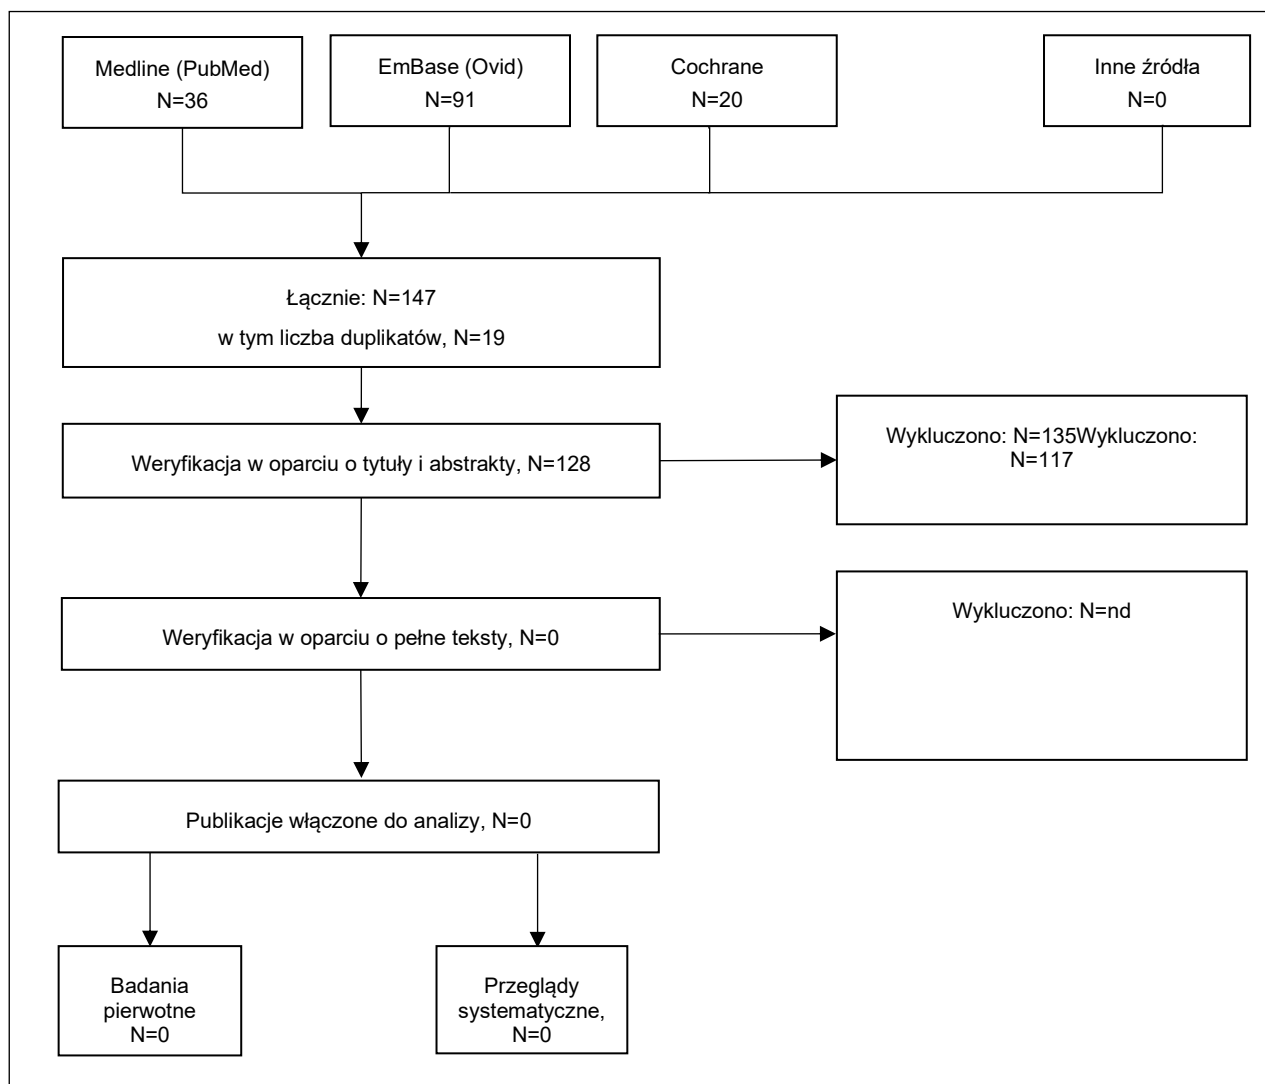 Medline (PubMed)
N=36
EmBase (Ovid)
N=91
Cochrane
N=20
Inne źródła
N=0
Łącznie: N=147
w tym liczba duplikatów, N=19
Weryfikacja w oparciu o tytuły i abstrakty, N=128
Wykluczono: N=135Wykluczono:
N=117
Weryfikacja w oparciu o pełne teksty, N=0
Wykluczono: N=nd
Publikacje włączone do analizy, N=0
Badania
pierwotne
N=0
Przeglądy
systematyczne,
N=0